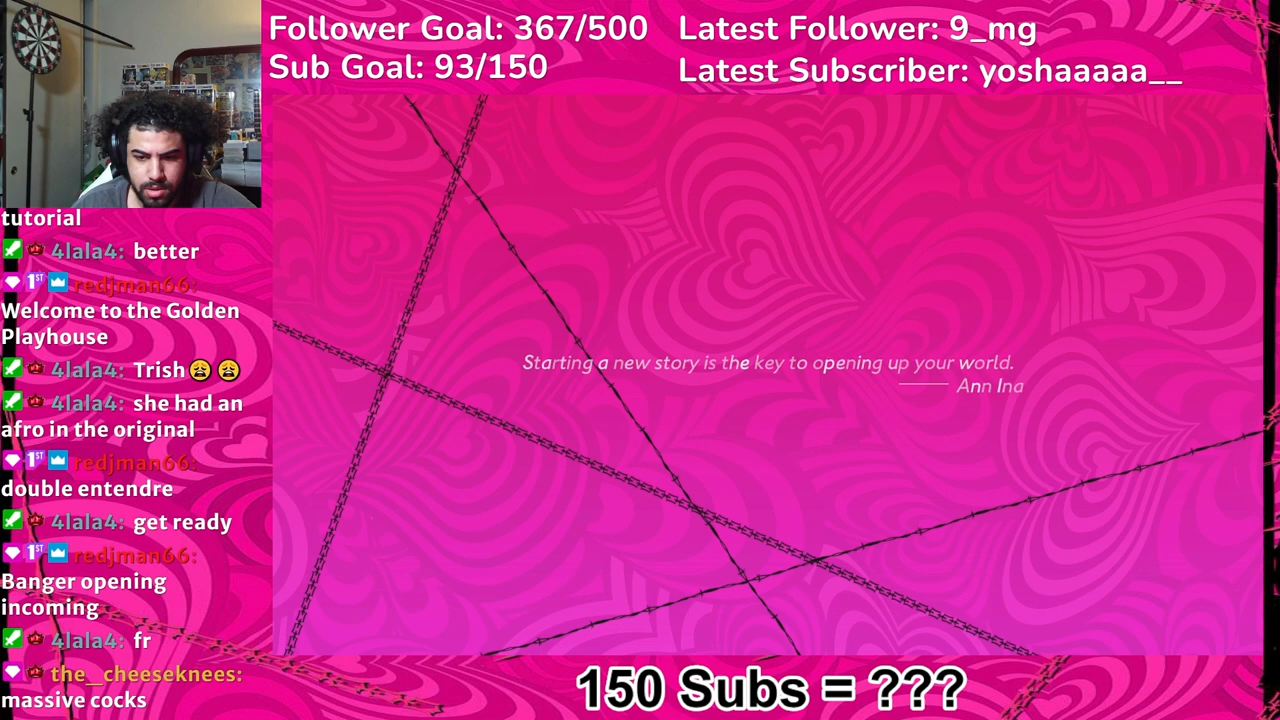 Follower Goal: 367/500
Latest Follower: 9_mg
Sub Goal: 93/150
Latest Subscriber: yoshaaaaa__
tutorial
4lala4: better
1ST redjman66:
Welcome to the Golden
Playhouse
4lala4: Trish 😩 😩
4lala4: she had an
afro in the original
1ST redjman66:
double entendre
4lala4: get ready
1ST redjman66:
Banger opening
incoming
4lala4: fr
the__cheeseknees:
massive cocks
Starting a new story is the key to opening up your world.
Ann Ina
150 Subs = ???